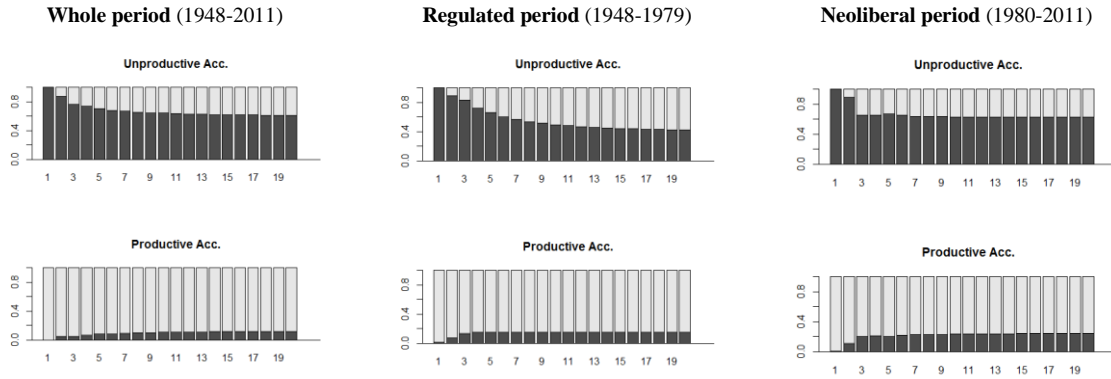 Whole period (1948-2011) Regulated period (1948-1979) Neoliberal period (1980-2011)
Unproductive Acc. Unproductive Acc. Unproductive Acc.
0.8 0.8 0.8
0.4 0.4 0.4
0.0 0.0 0.0
1 3 5 7 9 11 13 15 17 19 1 3 5 7 9 11 13 15 17 19 1 3 5 7 9 11 13 15 17 19
Productive Acc. Productive Acc. Productive Acc.
0.8 0.8 0.8
0.4 0.4 0.4
0.0 0.0 0.0
1 3 5 7 9 11 13 15 17 19 1 3 5 7 9 11 13 15 17 19 1 3 5 7 9 11 13 15 17 19